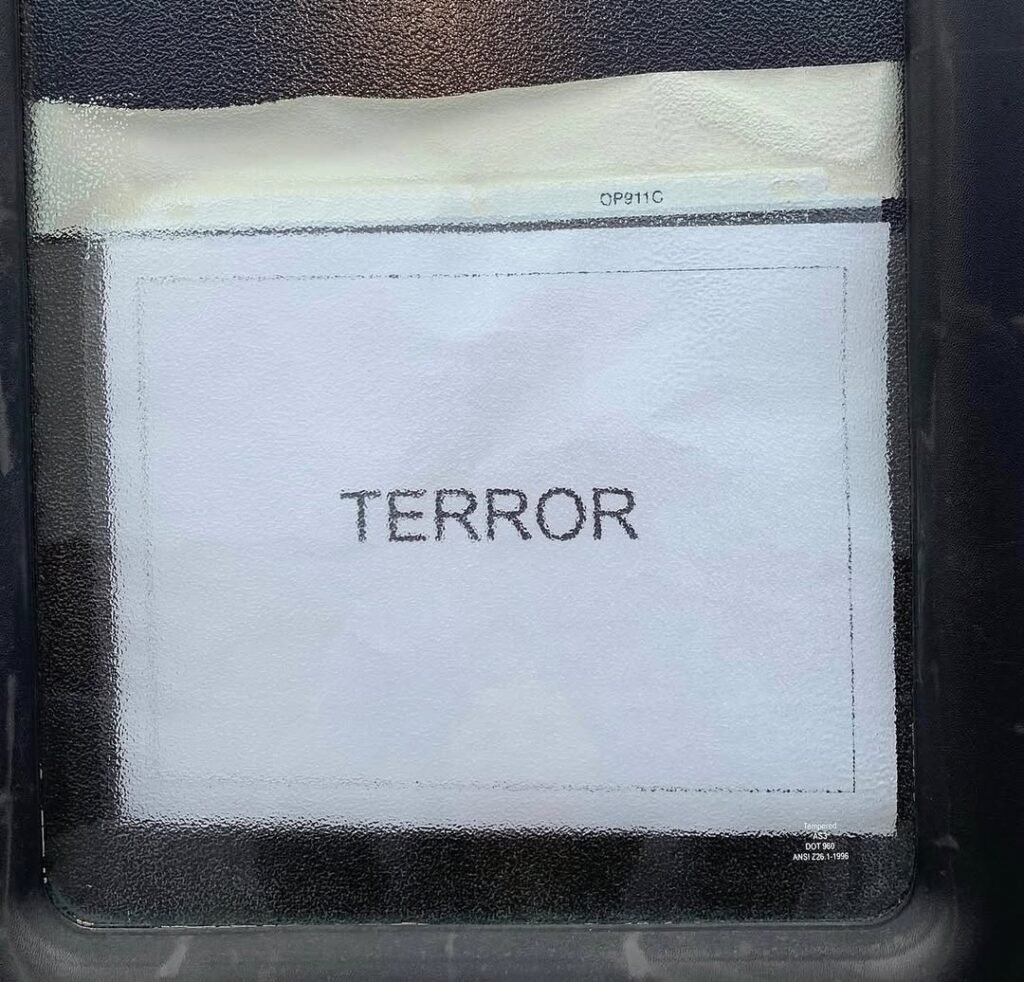 OP911C
TERROR
Tempered
AS3
DOT 960
ANSI Z26.1-1996